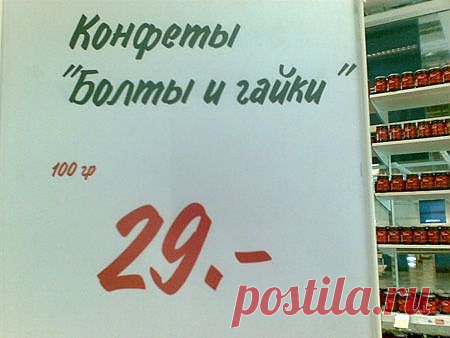 Конфеты
"Болты и гайки"
100 гр
29.-
postila.ru